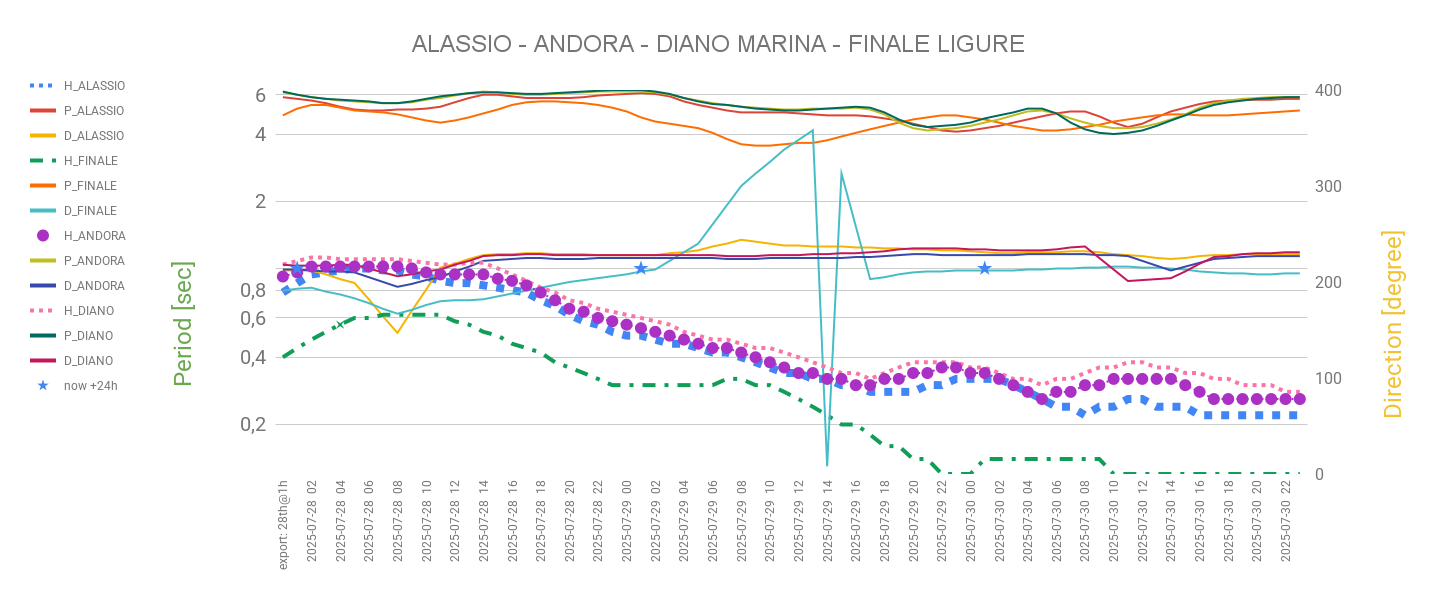 ALASSIO - ANDORA - DIANO MARINA - FINALE LIGURE
H_ALASSIO
P_ALASSIO
D_ALASSIO
H_FINALE
P_FINALE
D_FINALE
H_ANDORA
P_ANDORA
D_ANDORA
H_DIANO
P_DIANO
D_DIANO
now +24h
Period [sec]
6
4
2
0,8
0,6
0,4
0,2
400
300
200
100
0
Direction [degree]
export: 28th@1h
2025-07-28 02
2025-07-28 04
2025-07-28 06
2025-07-28 08
2025-07-28 10
2025-07-28 12
2025-07-28 14
2025-07-28 16
2025-07-28 18
2025-07-28 20
2025-07-28 22
2025-07-29 00
2025-07-29 02
2025-07-29 04
2025-07-29 06
2025-07-29 08
2025-07-29 10
2025-07-29 12
2025-07-29 14
2025-07-29 16
2025-07-29 18
2025-07-29 20
2025-07-29 22
2025-07-30 00
2025-07-30 02
2025-07-30 04
2025-07-30 06
2025-07-30 08
2025-07-30 10
2025-07-30 12
2025-07-30 14
2025-07-30 16
2025-07-30 18
2025-07-30 20
2025-07-30 22